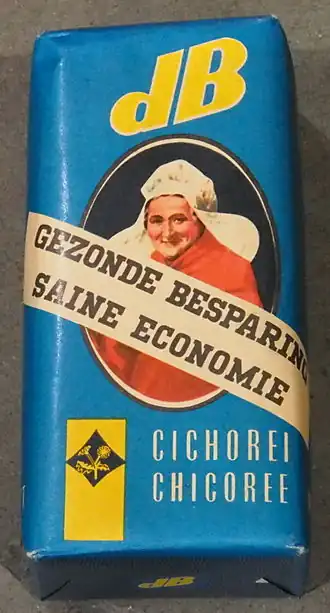 dB
GEZONDE BESPARING
SAINE ECONOMIE
CICHOREI
CHICOREE
dB